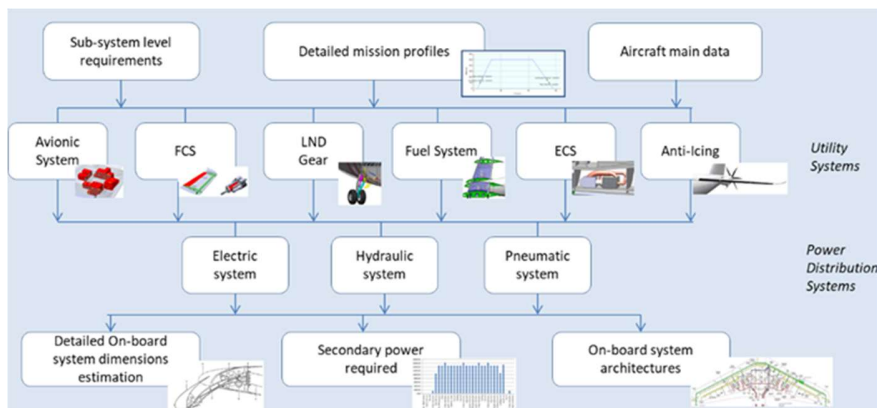 Sub-system level
requirements
Detailed mission profiles
Aircraft main data
Avionic
System
FCS
LND
Gear
Fuel System
ECS
Anti-Icing
Utility
Systems
Electric
system
Hydraulic
system
Pneumatic
system
Power
Distribution
Systems
Detailed On-board
system dimensions
estimation
Secondary power
required
On-board system
architectures